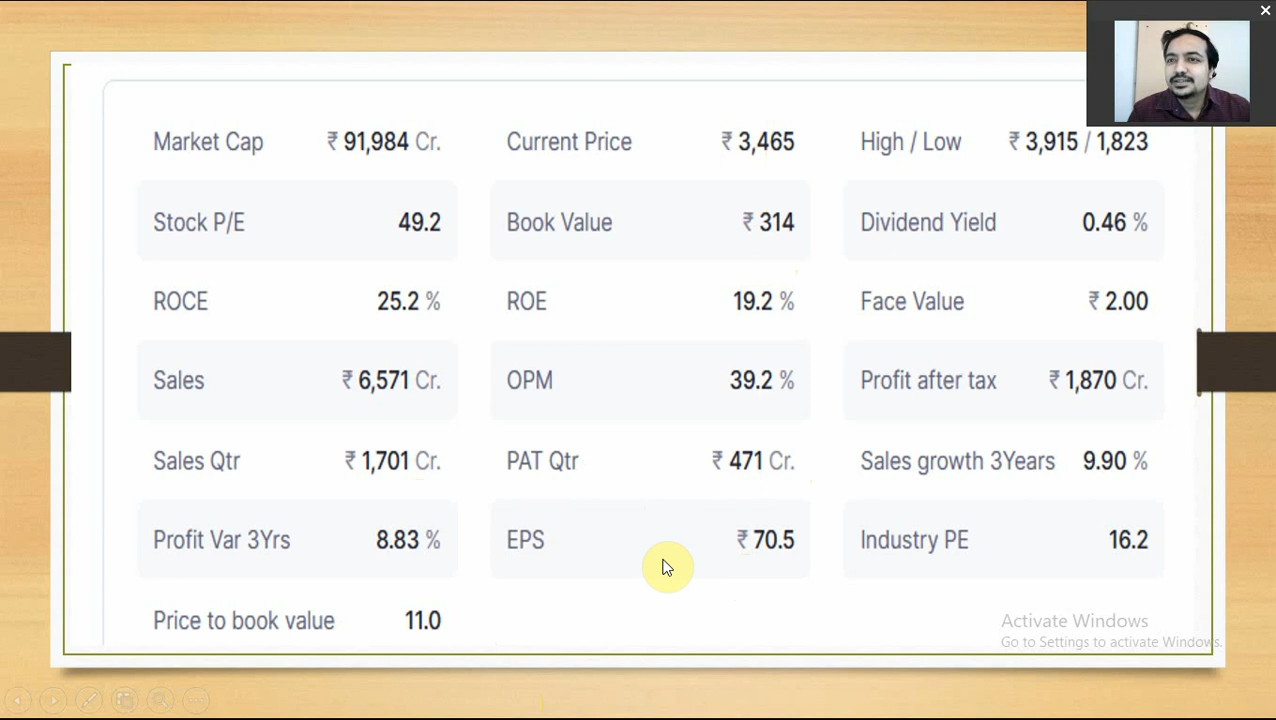 Market Cap ₹ 91,984 Cr. Current Price ₹ 3,465 High / Low ₹ 3,915 / 1,823
Stock P/E 49.2 Book Value ₹ 314 Dividend Yield 0.46 %
ROCE 25.2 % ROE 19.2 % Face Value ₹ 2.00
Sales ₹ 6,571 Cr. OPM 39.2 % Profit after tax ₹ 1,870 Cr.
Sales Qtr ₹ 1,701 Cr. PAT Qtr ₹ 471 Cr. Sales growth 3Years 9.90 %
Profit Var 3Yrs 8.83 % EPS ₹ 70.5 Industry PE 16.2
Price to book value 11.0
Activate Windows
Go to Settings to activate Windows.